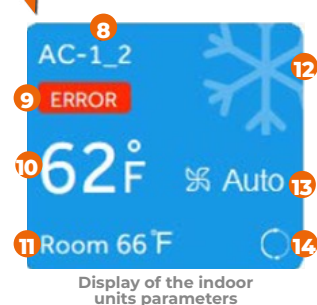 8
AC-1_2
12
9 ERROR
10 62°F Auto 13
11 Room 66°F 14
Display of the indoor
units parameters